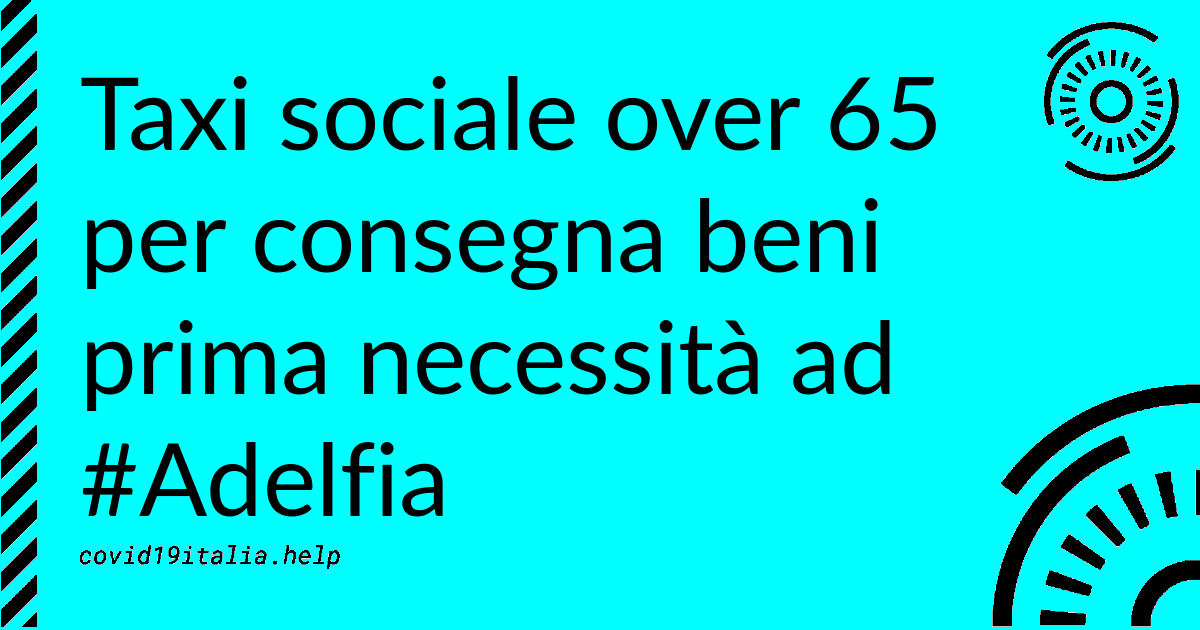 Taxi sociale over 65
per consegna beni
prima necessità ad
#Adelfia
covid19italia.help